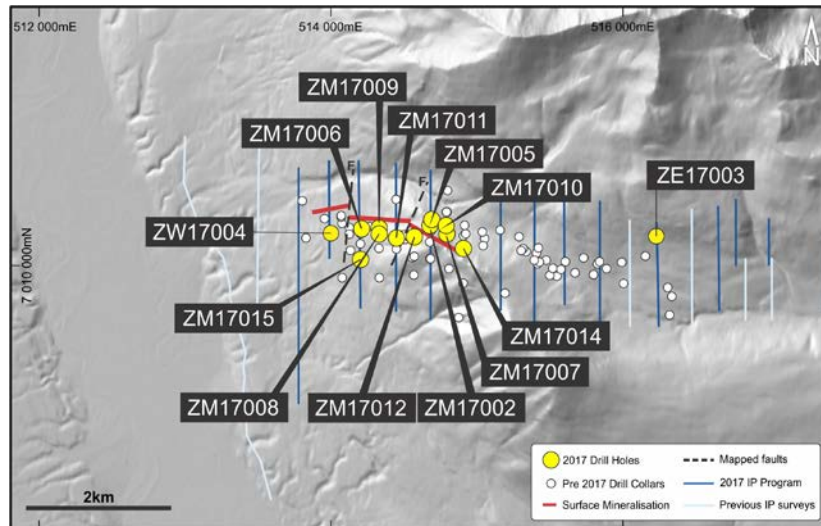 512 000mE
514 000mE
516 000mE
N
ZM17009
ZM17006
ZM17011
ZM17005
ZM17010
ZE17003
F
F
ZW17004
7 010 000mN
ZM17015
ZM17014
ZM17007
ZM17008
ZM17012
ZM17002
2km
2017 Drill Holes
Mapped faults
Pre 2017 Drill Collars
2017 IP Program
Surface Mineralisation
Previous IP surveys